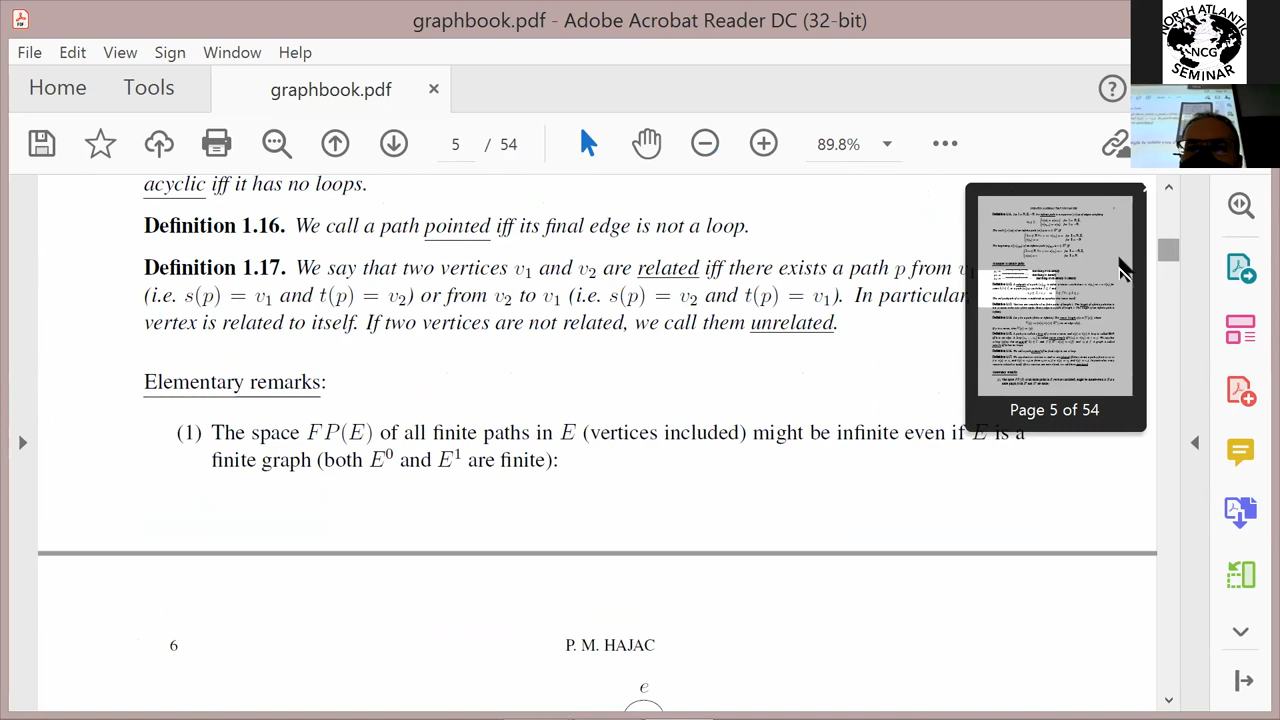 graphbook.pdf - Adobe Acrobat Reader DC (32-bit)
NORTH ATLANTIC
NCG
SEMINAR
File Edit View Sign Window Help
Home Tools graphbook.pdf ×
5 / 54 89.8%
acyclic iff it has no loops.
Definition 1.16. We call a path pointed iff its final edge is not a loop.
Definition 1.17. We say that two vertices v₁ and v₂ are related iff there exists a path p from v₁
(i.e. s(p) = v₁ and t(p) = v₂) or from v₂ to v₁ (i.e. s(p) = v₂ and t(p) = v₁). In particular,
vertex is related to itself. If two vertices are not related, we call them unrelated.
Elementary remarks:
Page 5 of 54
(1) The space FP(E) of all finite paths in E (vertices included) might be infinite even if E is a
finite graph (both E⁰ and E¹ are finite):
6 P. M. HAJAC
e